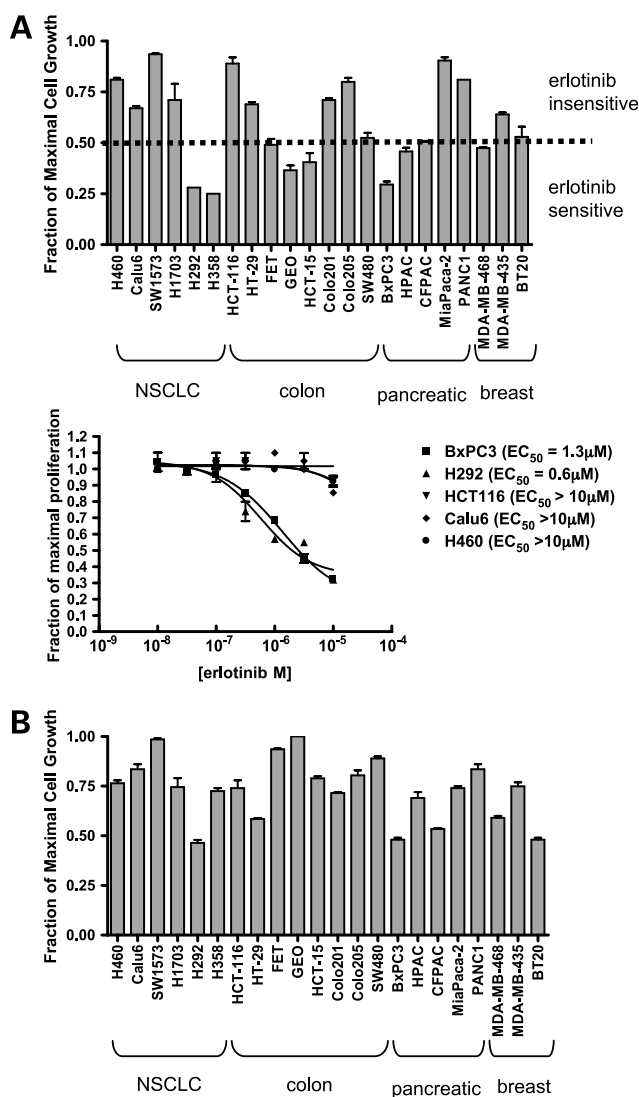 A
Fraction of Maximal Cell Growth
1.00
0.75
0.50
0.25
0.00
erlotinib
insensitive
erlotinib
sensitive
H460
Calu6
SW1573
H1703
H292
H358
HCT-116
HT-29
FET
GEO
HCT-15
Colo201
Colo205
SW480
BxPC3
HPAC
CFPAC
MiaPaca-2
PANC1
MDA-MB-468
MDA-MB-435
BT20
NSCLC
colon
pancreatic
breast
Fraction of maximal proliferation
1.2
1.1
1.0
0.9
0.8
0.7
0.6
0.5
0.4
0.3
0.2
0.1
0.0
10⁻⁹
10⁻⁸
10⁻⁷
10⁻⁶
10⁻⁵
10⁻⁴
[erlotinib M]
BxPC3 (EC₅₀ = 1.3μM)
H292 (EC₅₀ = 0.6μM)
HCT116 (EC₅₀ > 10μM)
Calu6 (EC₅₀ >10μM)
H460 (EC₅₀ >10μM)
B
Fraction of Maximal Cell Growth
1.00
0.75
0.50
0.25
0.00
H460
Calu6
SW1573
H1703
H292
H358
HCT-116
HT-29
FET
GEO
HCT-15
Colo201
Colo205
SW480
BxPC3
HPAC
CFPAC
MiaPaca-2
PANC1
MDA-MB-468
MDA-MB-435
BT20
NSCLC
colon
pancreatic
breast